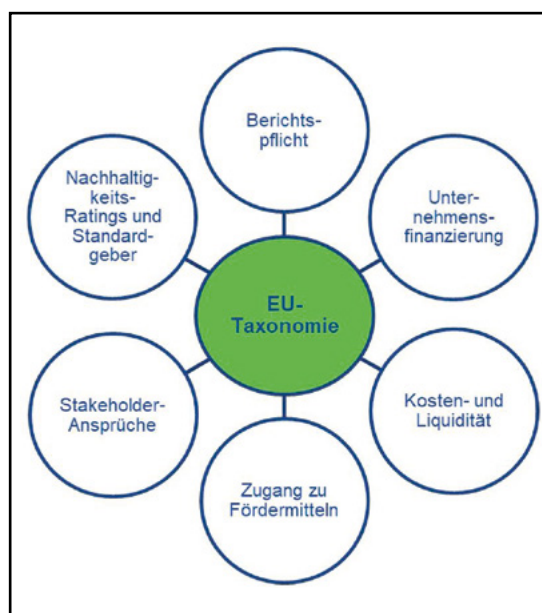 Berichts-
pflicht
Nachhaltig-
keits-
Ratings und
Standard-
geber
Unter-
nehmens-
finanzierung
EU-
Taxonomie
Stakeholder-
Ansprüche
Kosten- und
Liquidität
Zugang zu
Fördermitteln